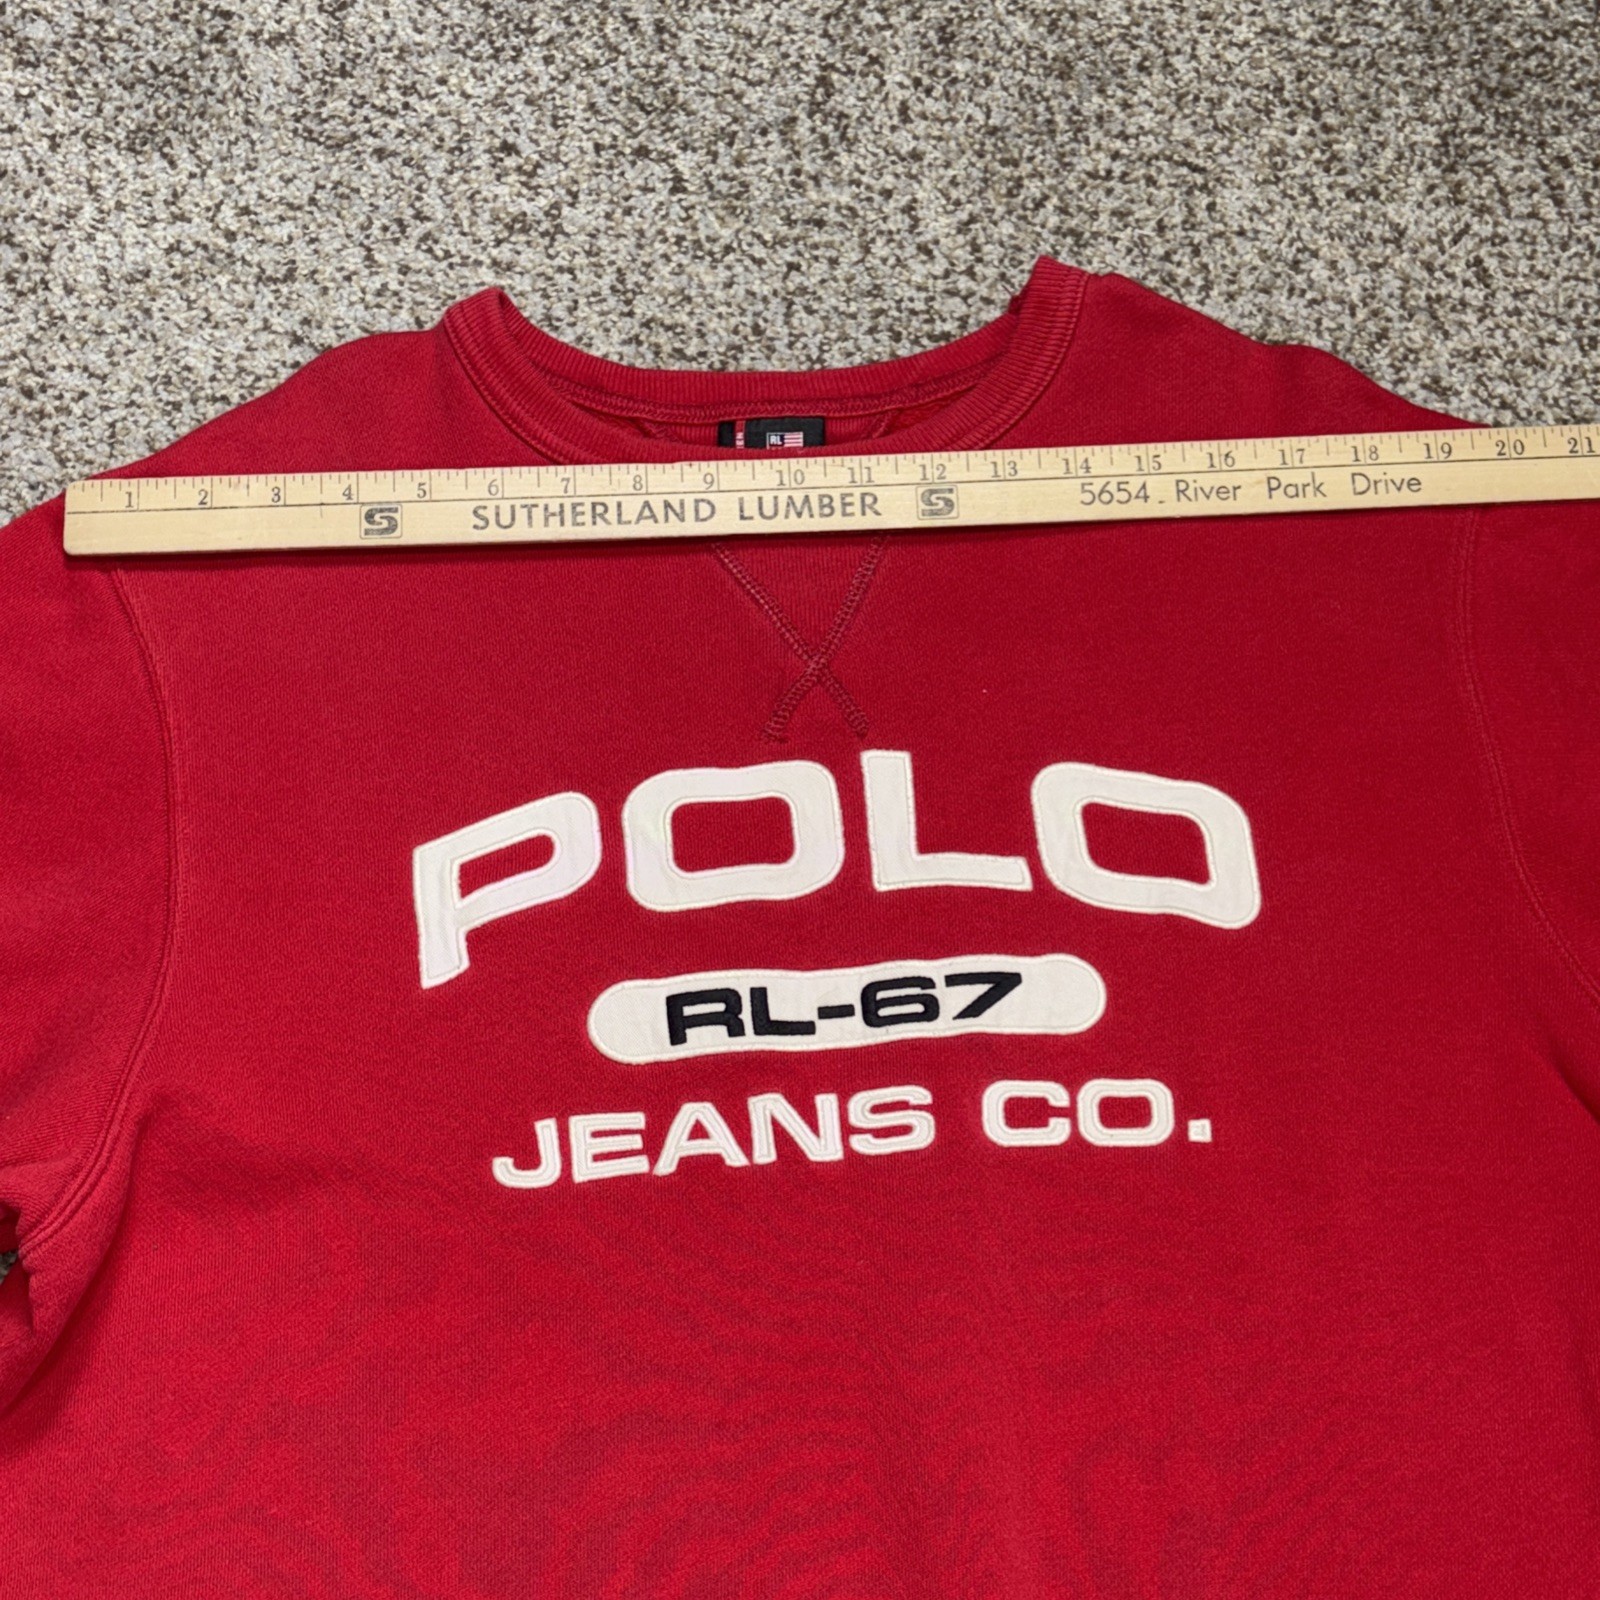 RL
1 2 3 4 5 6 7 8 9 10 11 12 13 14 15 16 17 18 19 20 21
S SUTHERLAND LUMBER S 5654 River Park Drive
POLO
RL-67
JEANS CO.